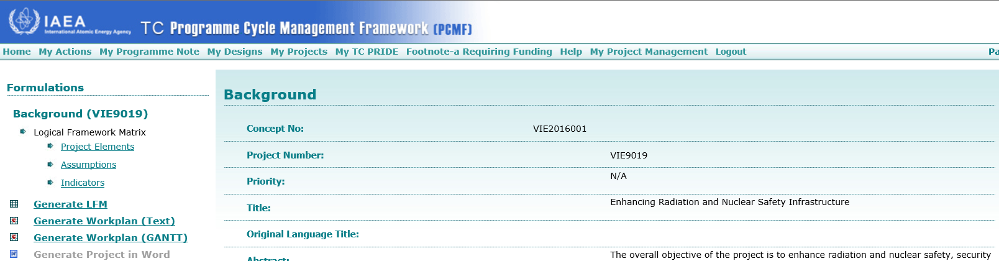 IAEA
International Atomic Energy Agency
TC Programme Cycle Management Framework (PCMF)
Home My Actions My Programme Note My Designs My Projects My TC PRIDE Footnote-a Requiring Funding Help My Project Management Logout Pa
Formulations
Background (VIE9019)
Logical Framework Matrix
Project Elements
Assumptions
Indicators
Generate LFM
Generate Workplan (Text)
Generate Workplan (GANTT)
Generate Project in Word
Background
Concept No: VIE2016001
Project Number: VIE9019
Priority: N/A
Title: Enhancing Radiation and Nuclear Safety Infrastructure
Original Language Title:
Abstract: The overall objective of the project is to enhance radiation and nuclear safety, security